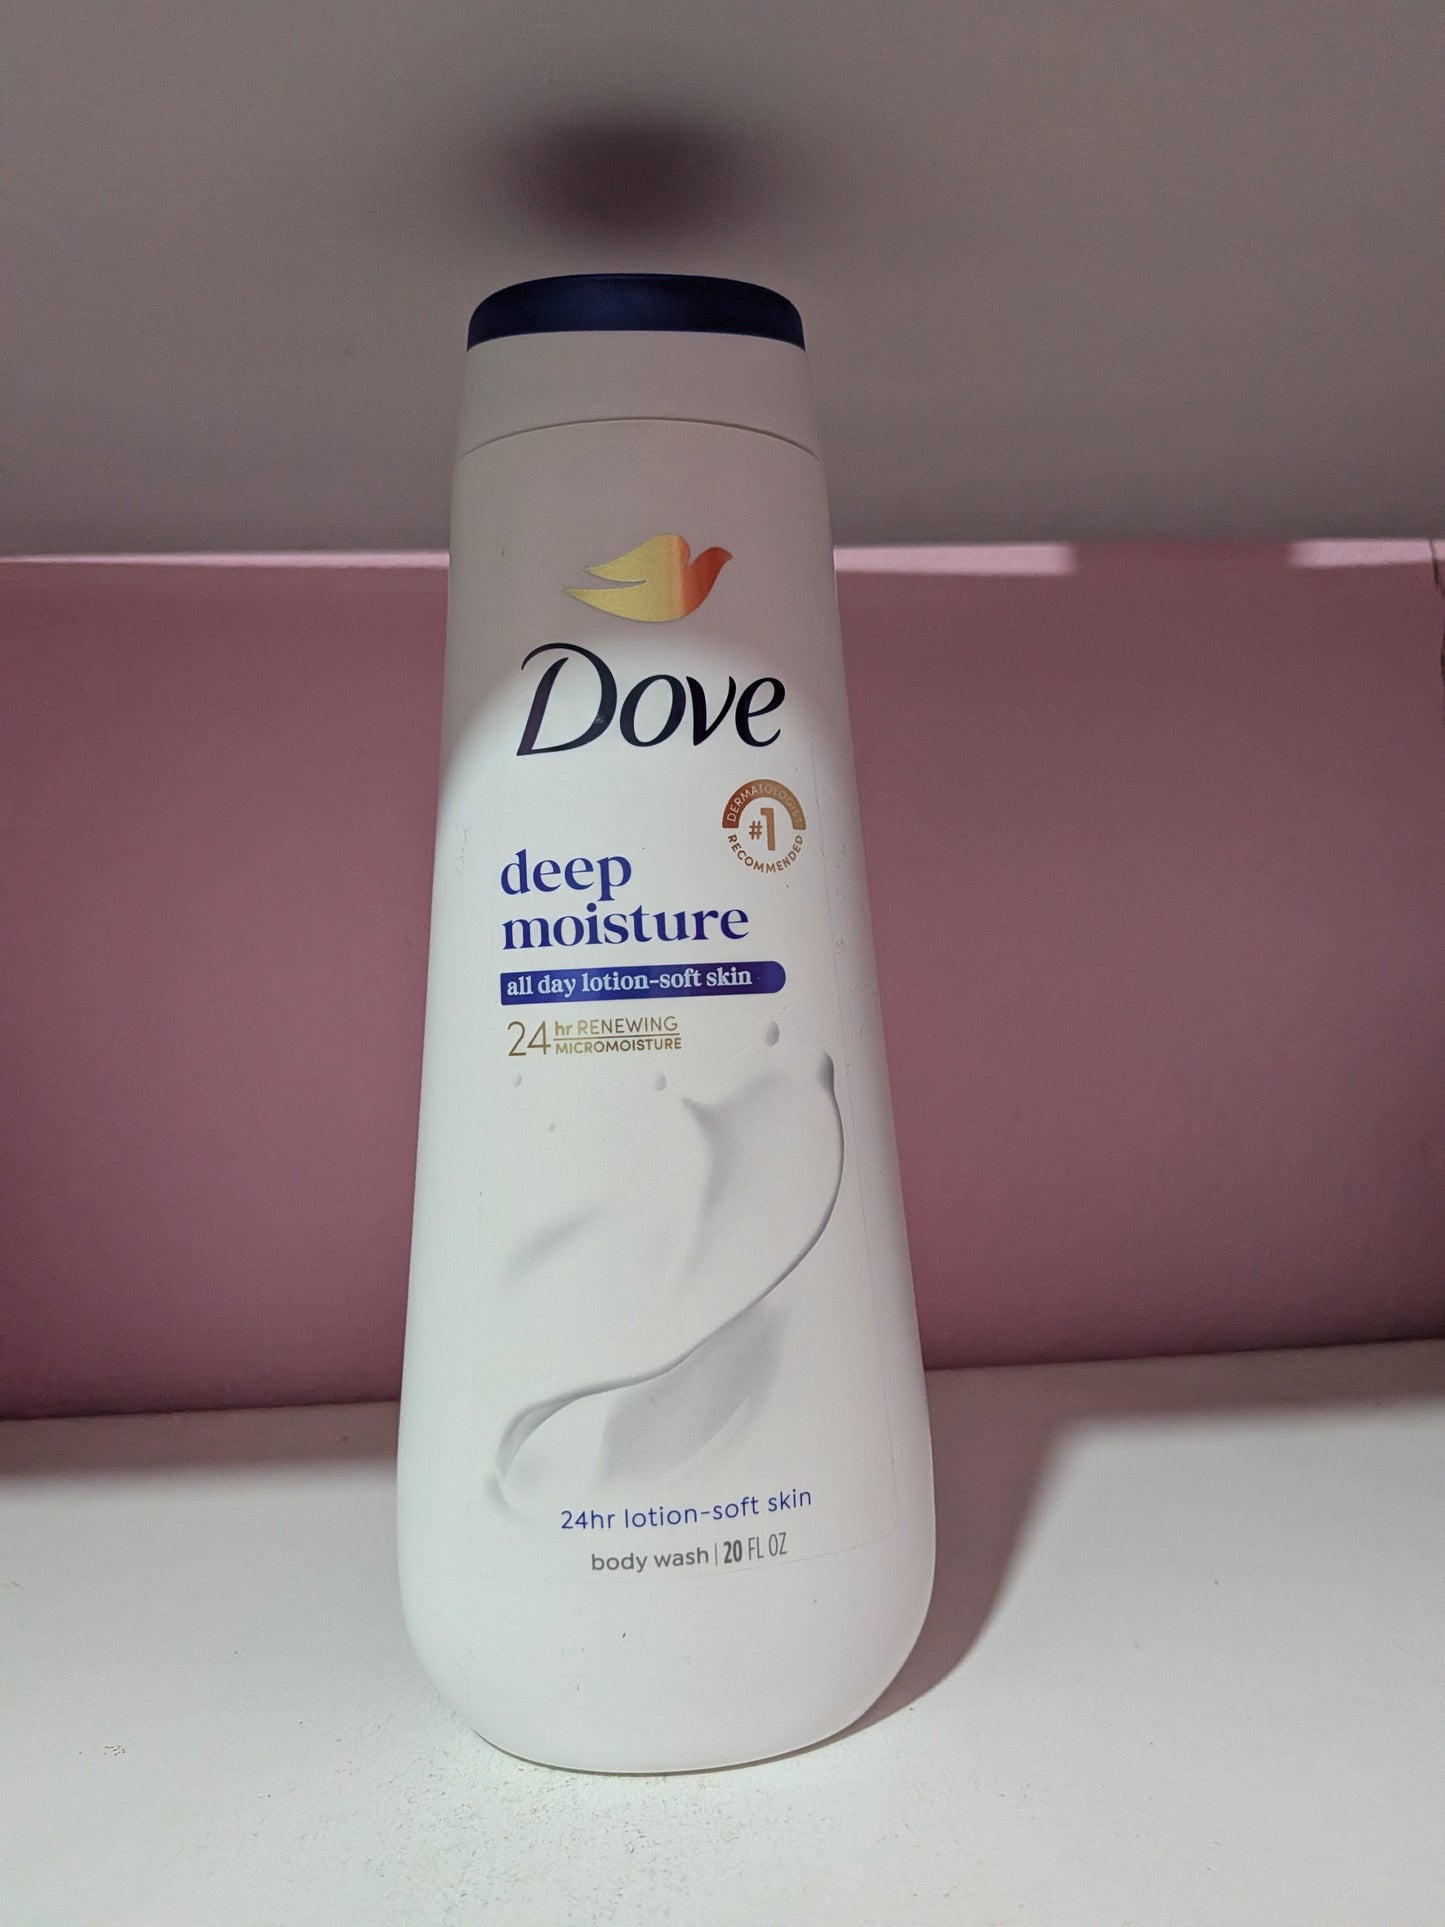 Dove
DERMATOLOGIST
#1
RECOMMENDED
deep
moisture
all day lotion-soft skin
24 hr RENEWING
MICROMOISTURE
24hr lotion-soft skin
body wash | 20 FL OZ